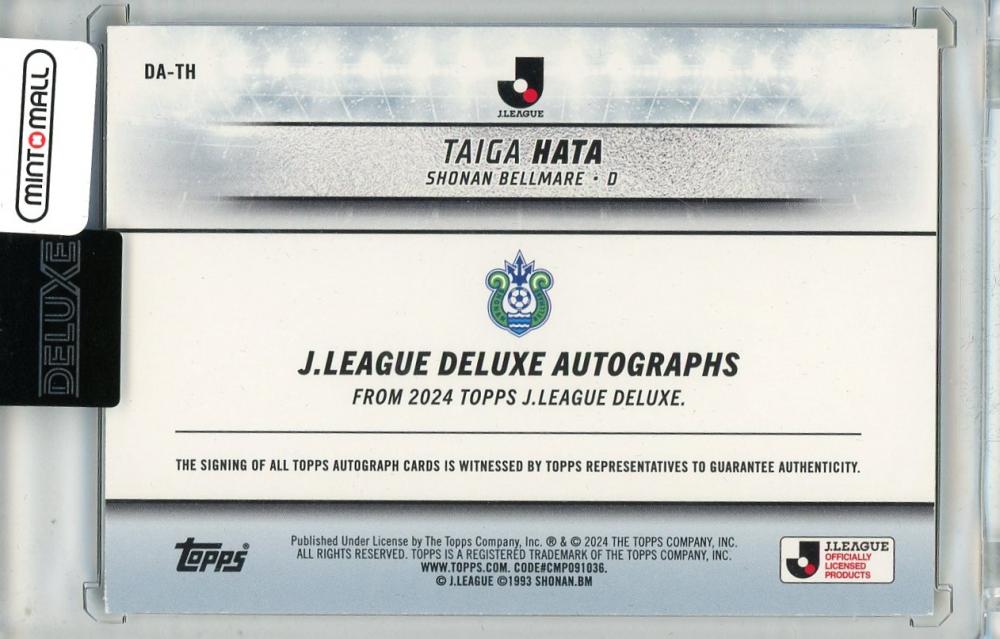 DA-TH
J.LEAGUE
TAIGA HATA
SHONAN BELLMARE • D
MINT MALL
DELUXE
SHONAN
J.LEAGUE DELUXE AUTOGRAPHS
FROM 2024 TOPPS J.LEAGUE DELUXE.
THE SIGNING OF ALL TOPPS AUTOGRAPH CARDS IS WITNESSED BY TOPPS REPRESENTATIVES TO GUARANTEE AUTHENTICITY.
topps®
Published Under License by The Topps Company, Inc. ® & © 2024 THE TOPPS COMPANY, INC.
ALL RIGHTS RESERVED. TOPPS IS A REGISTERED TRADEMARK OF THE TOPPS COMPANY, INC.
WWW.TOPPS.COM. CODE#CMP091036.
© J.LEAGUE ©1993 SHONAN.BM
J.LEAGUE
OFFICIALLY
LICENSED
PRODUCTS